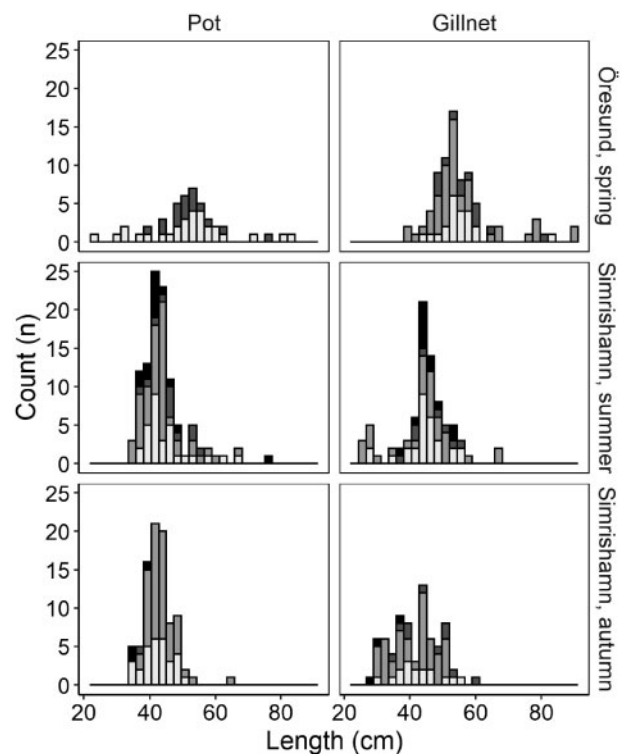 Pot Gillnet
25
20
15
10
5
0
Öresund, spring
25
20
15
10
5
0
Simrishamn, summer
Count (n)
25
20
15
10
5
0
Simrishamn, autumn
20 40 60 80 20 40 60 80
Length (cm)